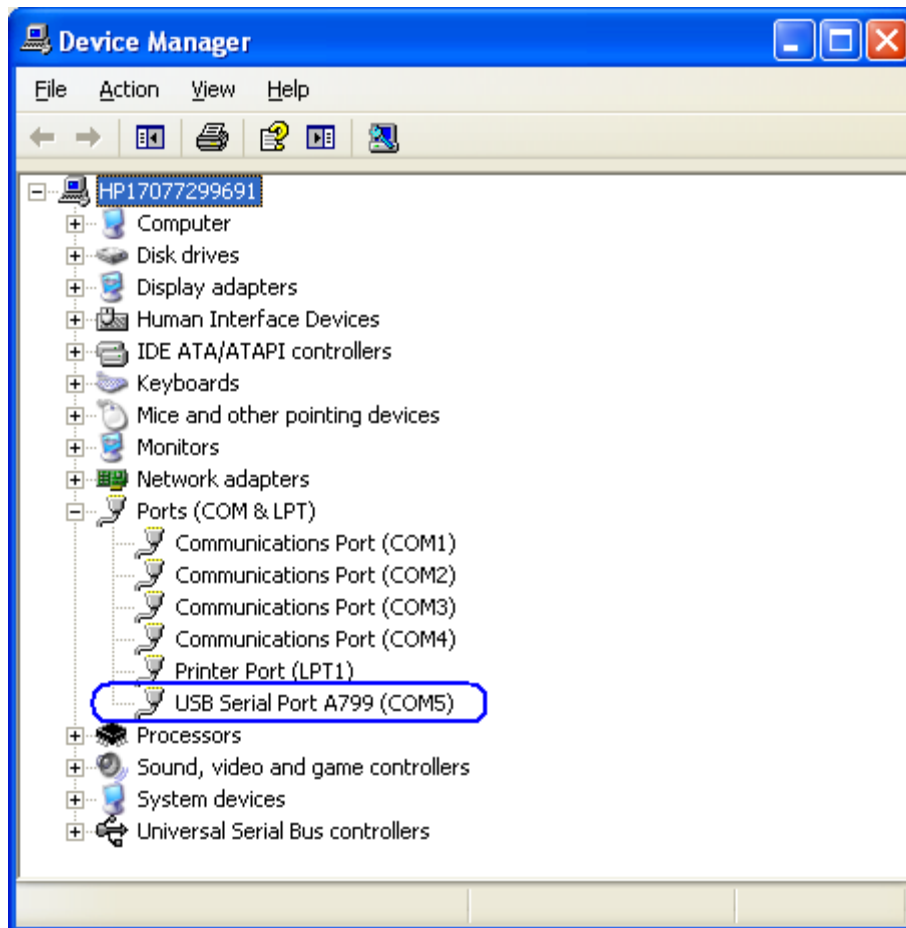 Device Manager
File Action View Help
HP17077299691
Computer
Disk drives
Display adapters
Human Interface Devices
IDE ATA/ATAPI controllers
Keyboards
Mice and other pointing devices
Monitors
Network adapters
Ports (COM & LPT)
Communications Port (COM1)
Communications Port (COM2)
Communications Port (COM3)
Communications Port (COM4)
Printer Port (LPT1)
USB Serial Port A799 (COM5)
Processors
Sound, video and game controllers
System devices
Universal Serial Bus controllers